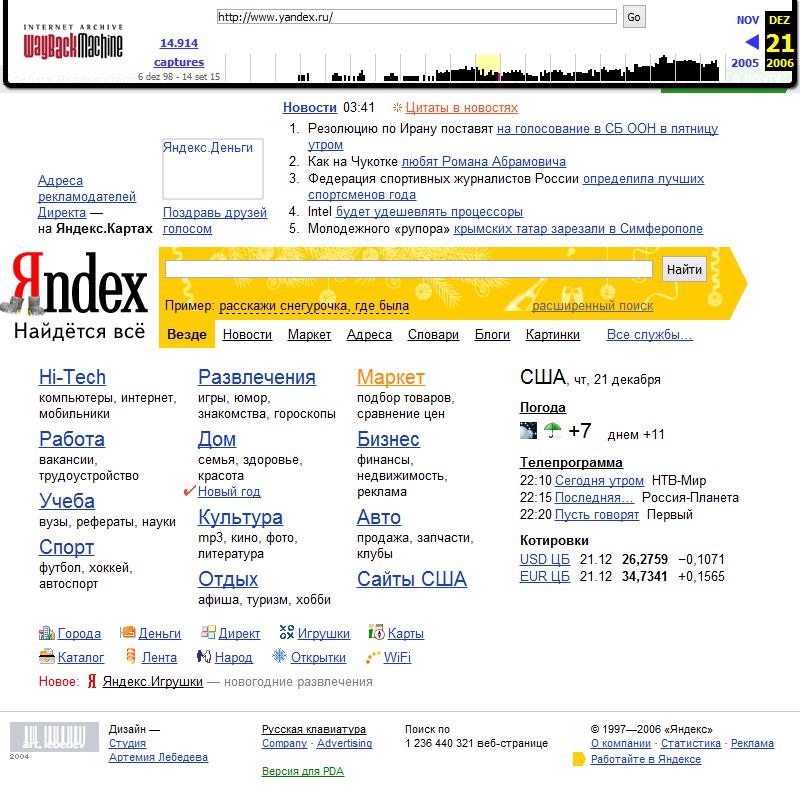 INTERNET ARCHIVE
WayBackMachine
http://www.yandex.ru/
Go
14.914
captures
6 dez 98 - 14 set 15
NOV
DEZ
21
2005
2006
Новости 03:41 Цитаты в новостях
1. Резолюцию по Ирану поставят на голосование в СБ ООН в пятницу
утром
2. Как на Чукотке любят Романа Абрамовича
3. Федерация спортивных журналистов России определила лучших
спортсменов года
4. Intel будет удешевлять процессоры
5. Молодежного «рупора» крымских татар зарезали в Симферополе
Яндекс.Деньги
Поздравь друзей
голосом
Адреса
рекламодателей
Директа —
на Яндекс.Картах
Яndex
Найдётся всё
Найти
Пример: расскажи снегурочка, где была
расширенный поиск
Везде Новости Маркет Адреса Словари Блоги Картинки Все службы...
Hi-Tech
компьютеры, интернет,
мобильники
Работа
вакансии,
трудоустройство
Учеба
вузы, рефераты, науки
Спорт
футбол, хоккей,
автоспорт
Развлечения
игры, юмор,
знакомства, гороскопы
Дом
семья, здоровье,
красота
Новый год
Культура
mp3, кино, фото,
литература
Отдых
афиша, туризм, хобби
Маркет
подбор товаров,
сравнение цен
Бизнес
финансы,
недвижимость,
реклама
Авто
продажа, запчасти,
клубы
Сайты США
США, чт, 21 декабря
Погода
+7 днем +11
Телепрограмма
22:10 Сегодня утром НТВ-Мир
22:15 Последняя... Россия-Планета
22:20 Пусть говорят Первый
Котировки
USD ЦБ 21.12 26,2759 −0,1071
EUR ЦБ 21.12 34,7341 +0,1565
Города Деньги Директ Игрушки Карты
Каталог Лента Народ Открытки WiFi
Новое: Я Яндекс.Игрушки — новогодние развлечения
art. lebedev
2004
Дизайн —
Студия
Артемия Лебедева
Русская клавиатура
Company · Advertising
Версия для PDA
Поиск по
1 236 440 321 веб-странице
© 1997—2006 «Яндекс»
О компании · Статистика · Реклама
Работайте в Яндексе